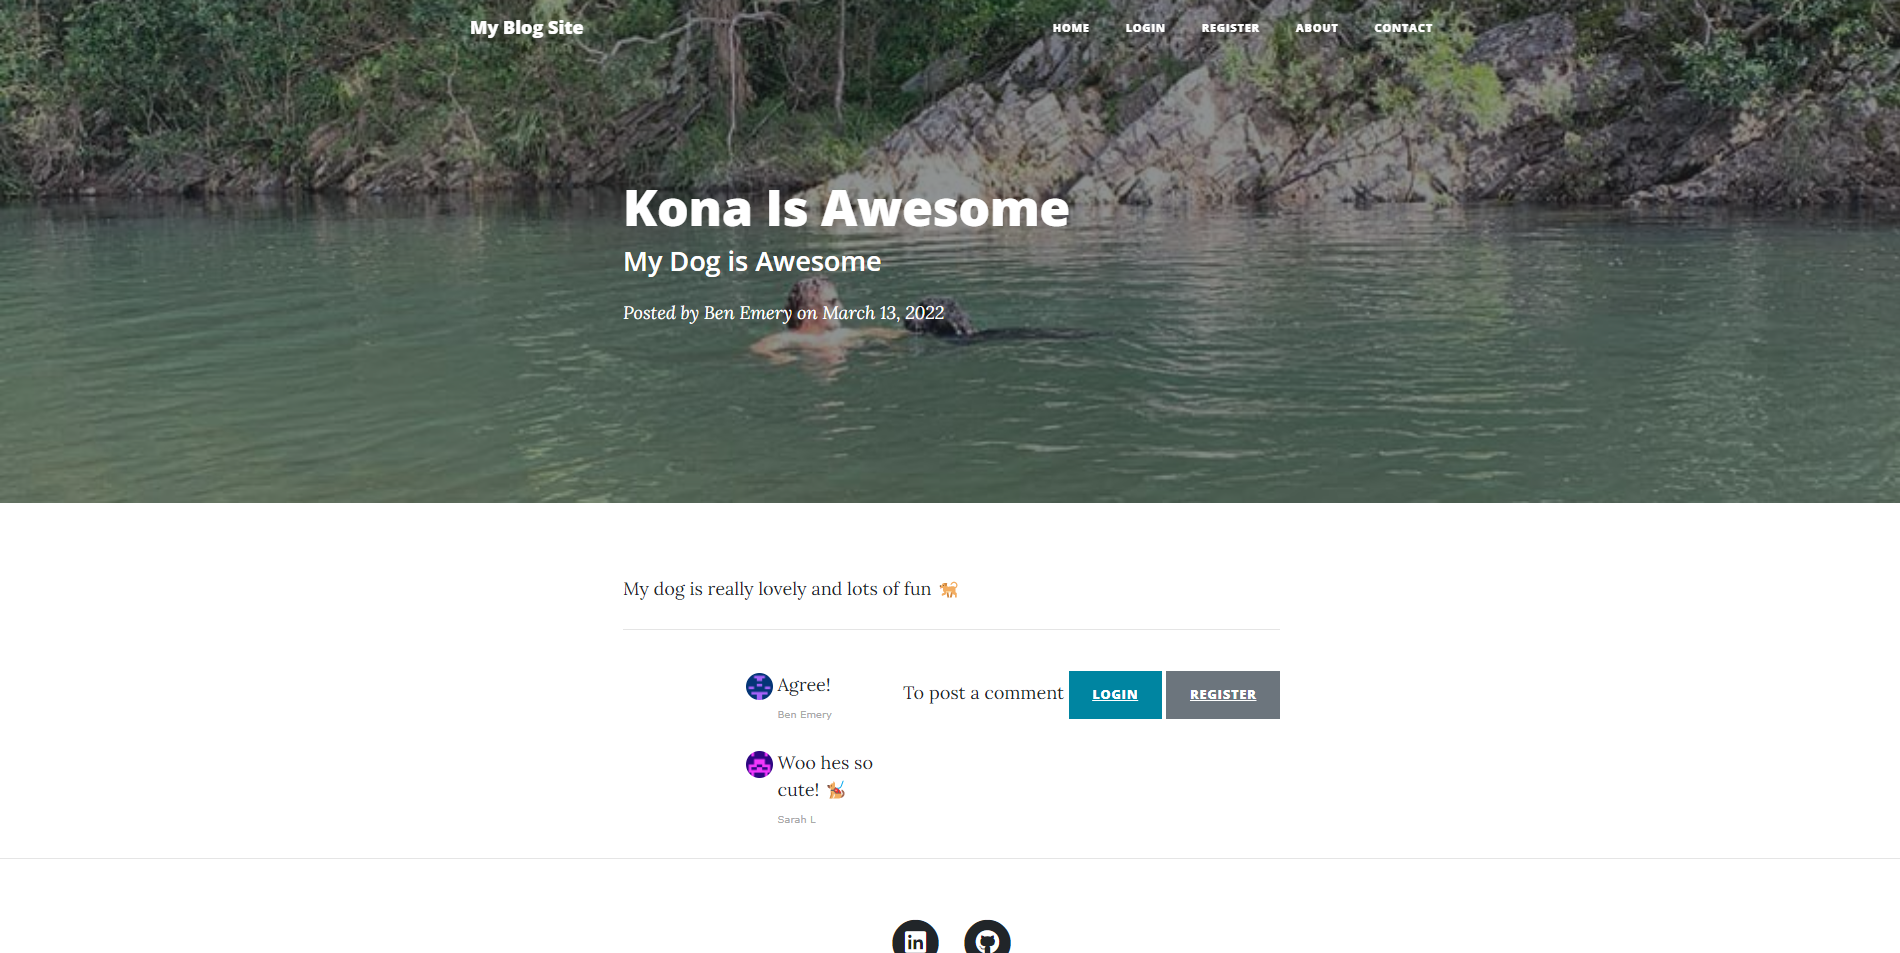 My Blog Site
HOME LOGIN REGISTER ABOUT CONTACT
Kona Is Awesome
My Dog is Awesome
Posted by Ben Emery on March 13, 2022
My dog is really lovely and lots of fun 🐕
Agree!
Ben Emery
To post a comment LOGIN REGISTER
Woo hes so
cute! 🐕‍🦺
Sarah L
in